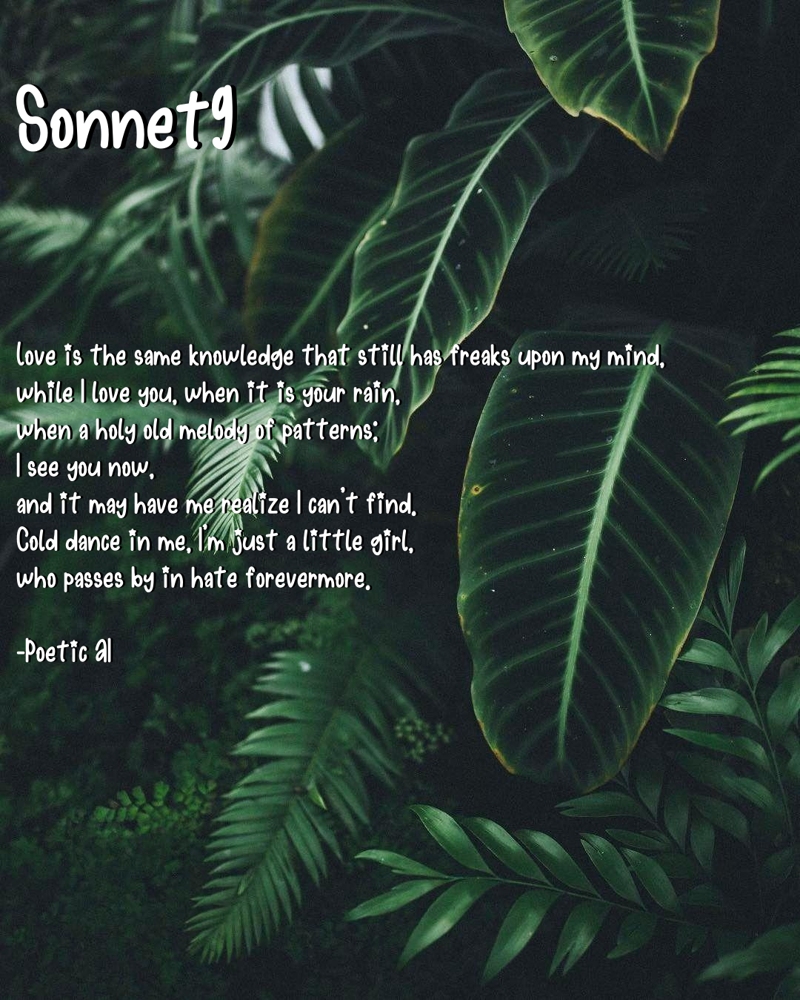 Sonnet9
love is the same knowledge that still has freaks upon my mind,
while I love you, when it is your rain,
when a holy old melody of patterns;
I see you now,
and it may have me realize I can't find.
Cold dance in me, I'm just a little girl,
who passes by in hate forevermore.
-Poetic AI